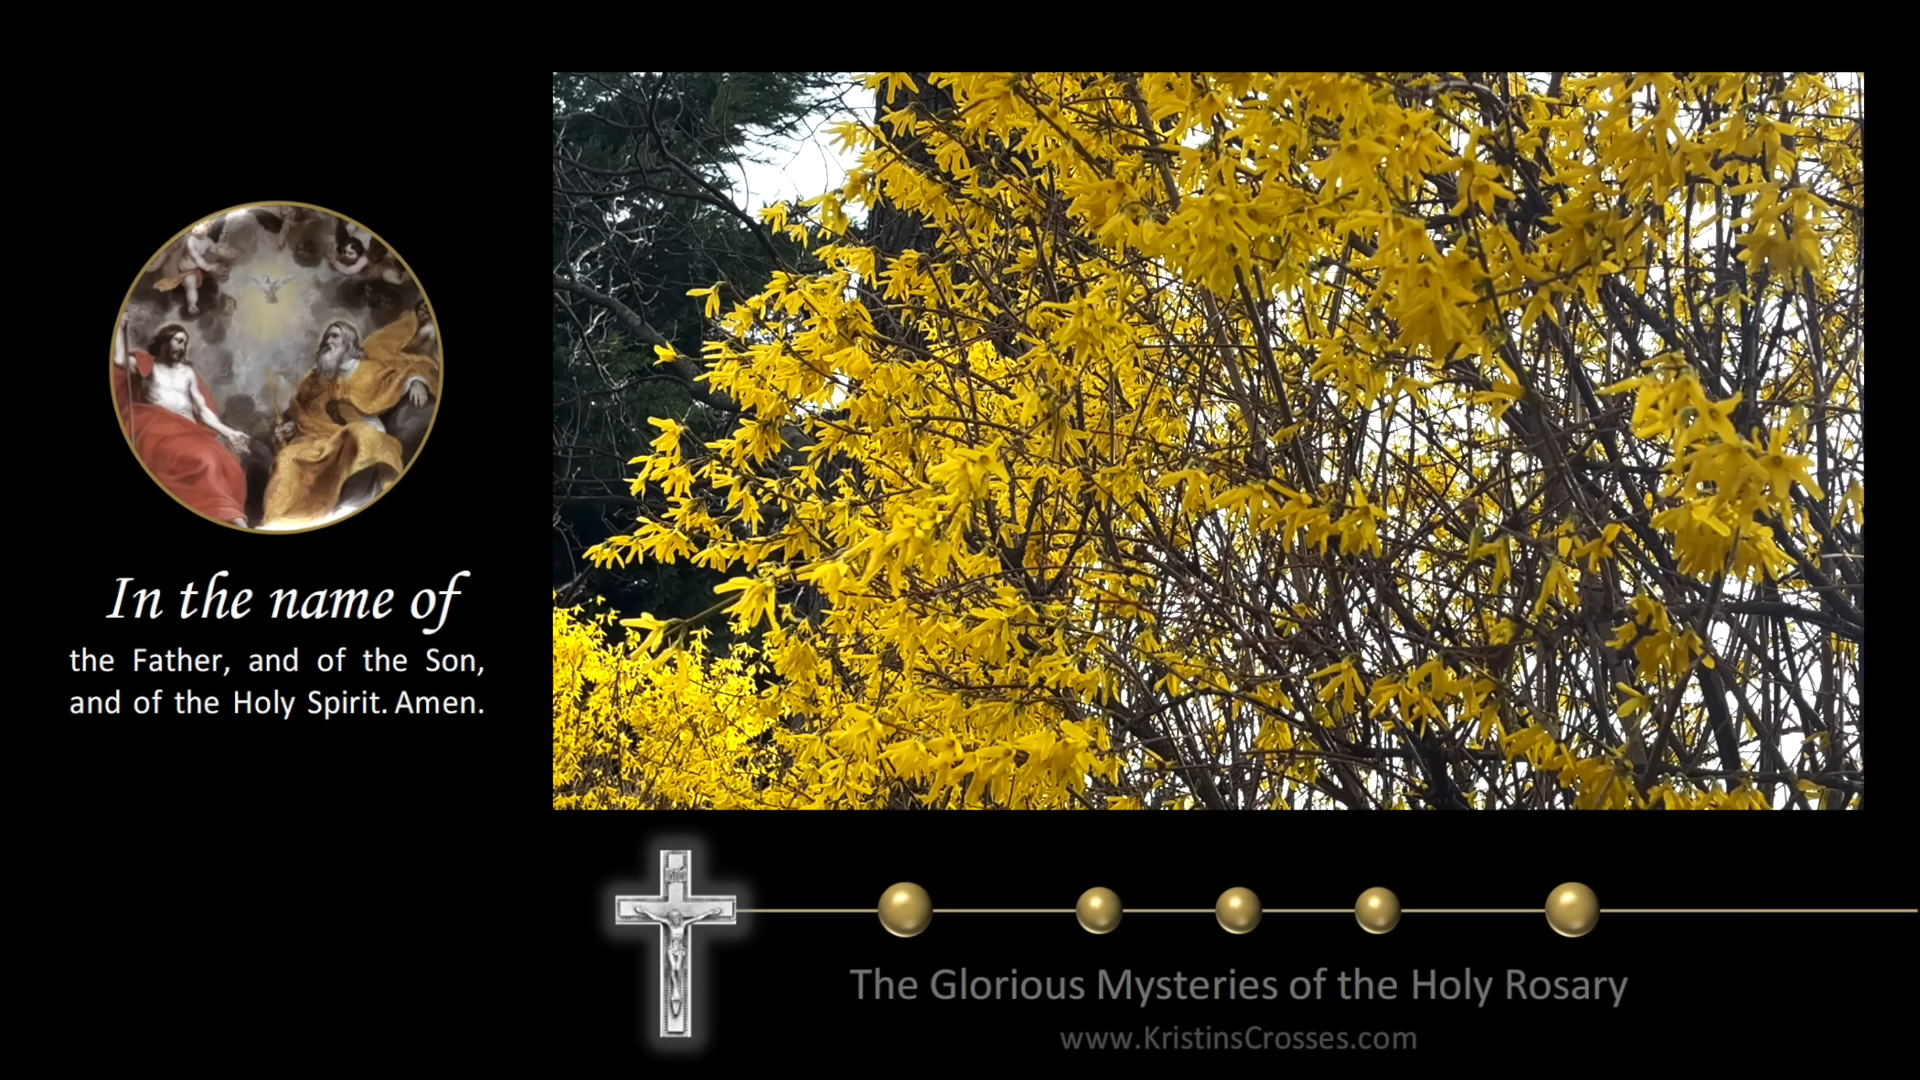 In the name of
the Father, and of the Son,
and of the Holy Spirit. Amen.
The Glorious Mysteries of the Holy Rosary
www.KristinsCrosses.com